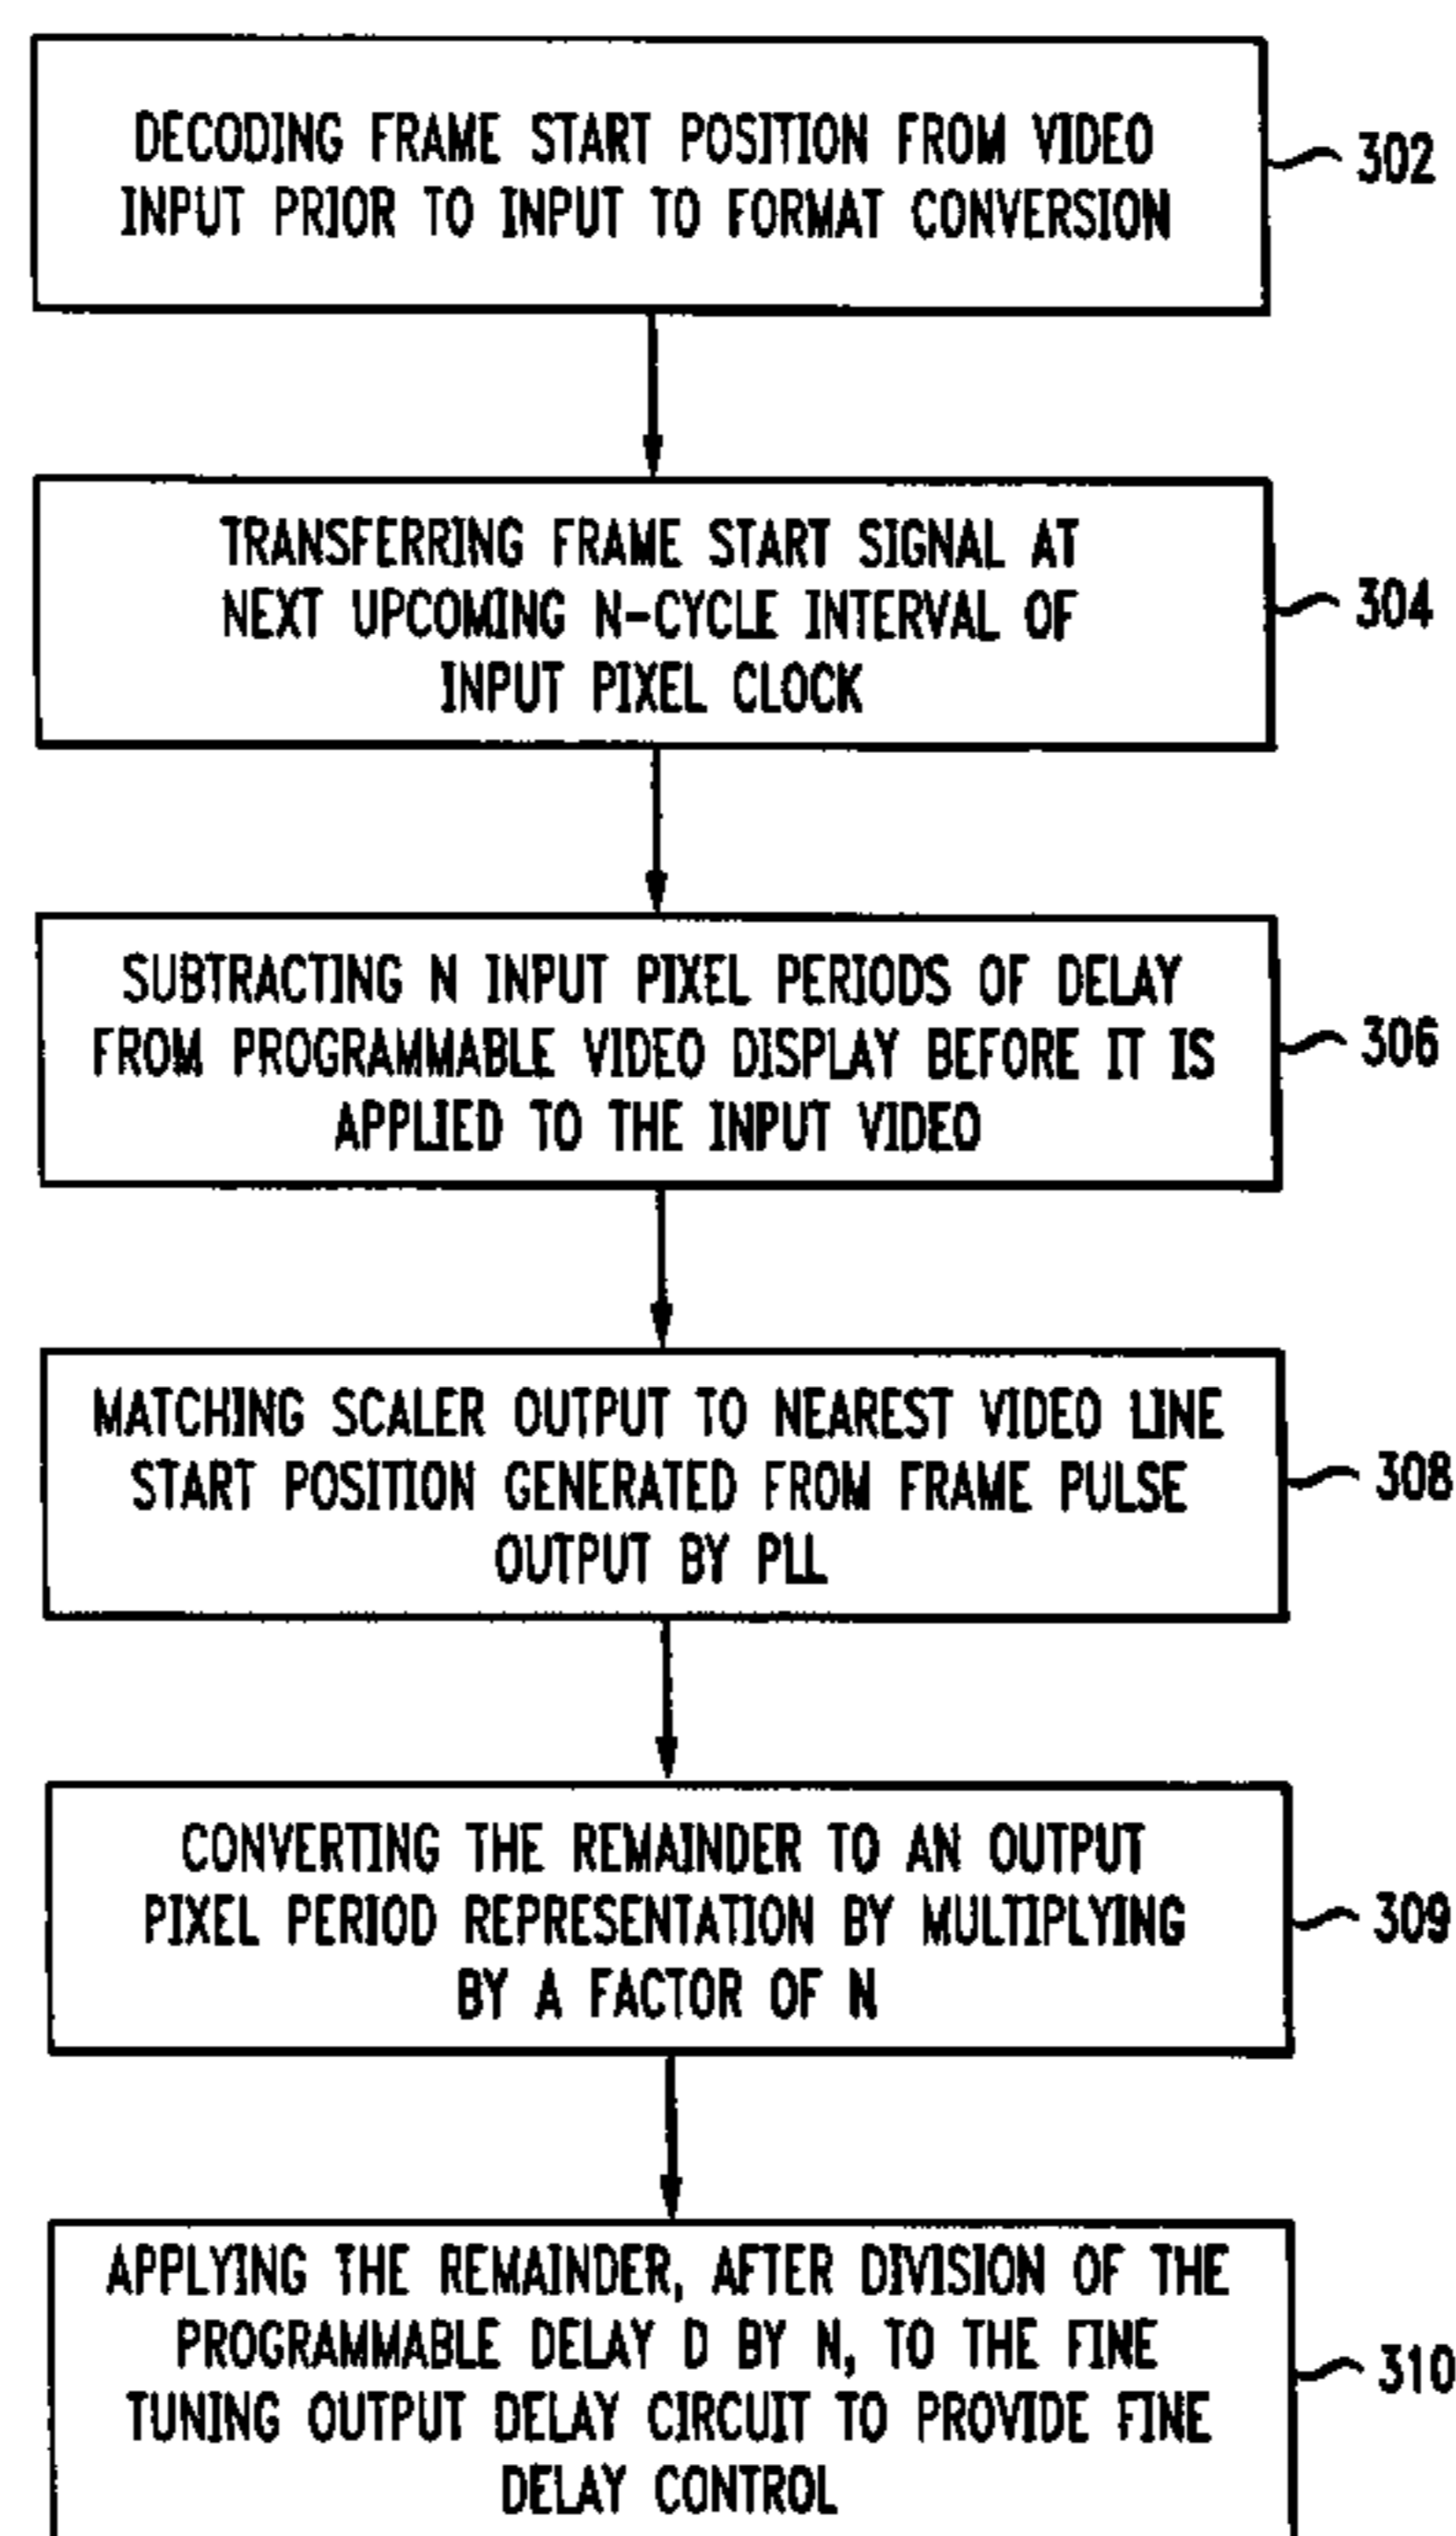 DECODING FRAME START POSITION FROM VIDEO
INPUT PRIOR TO INPUT TO FORMAT CONVERSION
302
TRANSFERRING FRAME START SIGNAL AT
NEXT UPCOMING N-CYCLE INTERVAL OF
INPUT PIXEL CLOCK
304
SUBTRACTING N INPUT PIXEL PERIODS OF DELAY
FROM PROGRAMMABLE VIDEO DISPLAY BEFORE IT IS
APPLIED TO THE INPUT VIDEO
306
MATCHING SCALER OUTPUT TO NEAREST VIDEO LINE
START POSITION GENERATED FROM FRAME PULSE
OUTPUT BY PLL
308
CONVERTING THE REMAINDER TO AN OUTPUT
PIXEL PERIOD REPRESENTATION BY MULTIPLYING
BY A FACTOR OF N
309
APPLYING THE REMAINDER, AFTER DIVISION OF THE
PROGRAMMABLE DELAY D BY N, TO THE FINE
TUNING OUTPUT DELAY CIRCUIT TO PROVIDE FINE
DELAY CONTROL
310